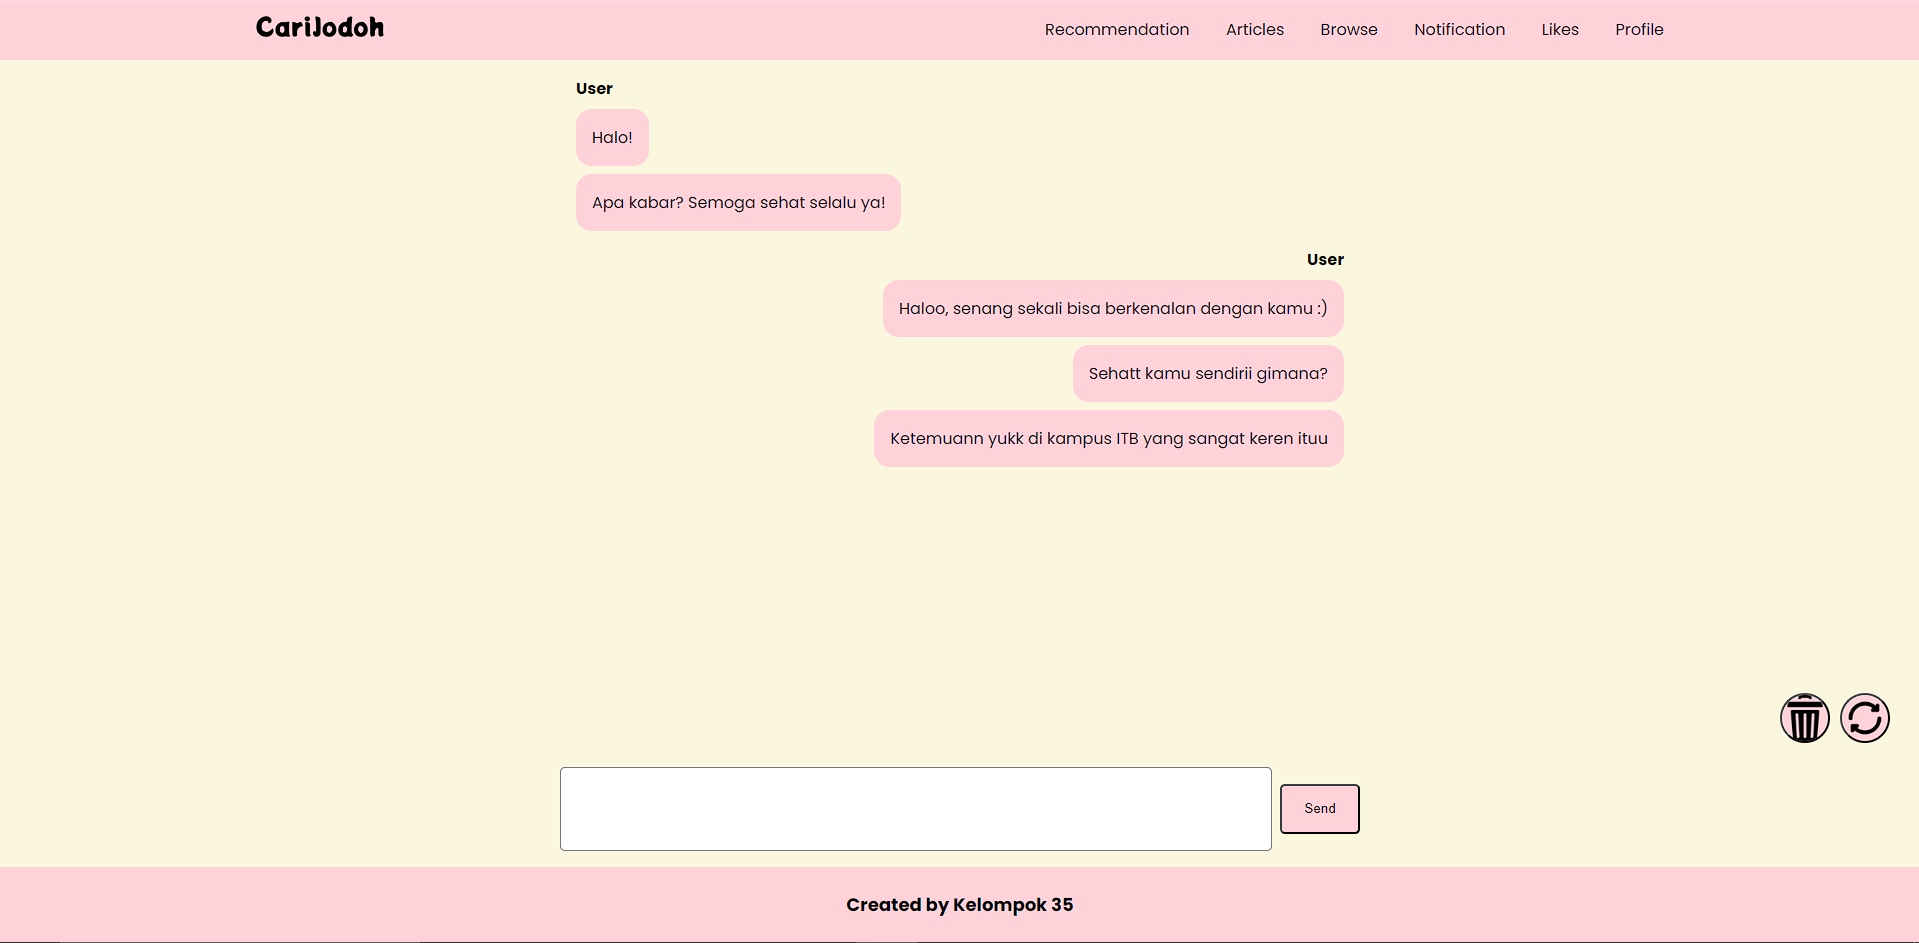 CariJodoh
Recommendation Articles Browse Notification Likes Profile
User
Halo!
Apa kabar? Semoga sehat selalu ya!
User
Haloo, senang sekali bisa berkenalan dengan kamu :)
Sehatt kamu sendirii gimana?
Ketemuann yukk di kampus ITB yang sangat keren ituu
Send
Created by Kelompok 35